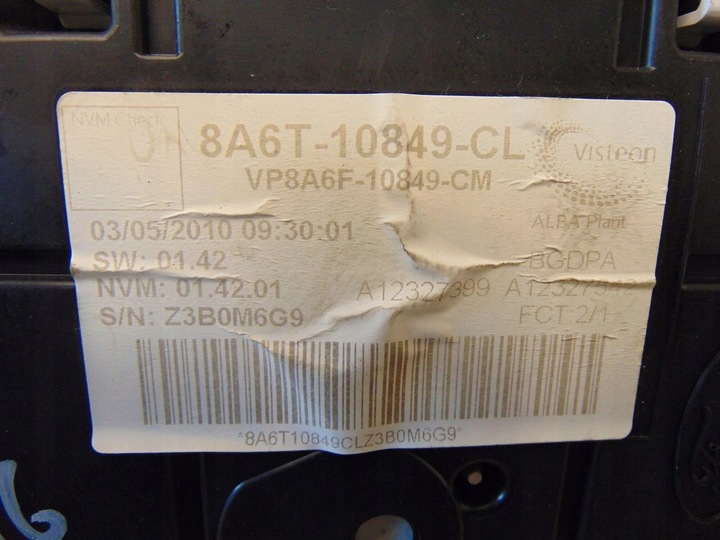 NVM Check
8A6T-10849-CL
Visteon
VP8A6F-10849-CM
ALBA Plant
03/05/2010 09:30:01
SW: 01.42
BGDPA
NVM: 01.42.01
A12327399
S/N: Z3B0M6G9
FCT:2/1
*8A6T10849CLZ3B0M6G9*